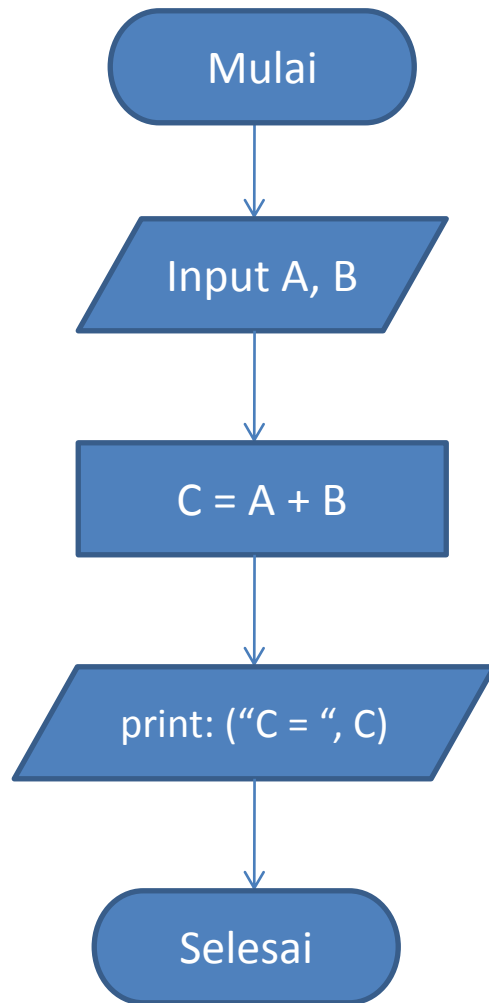 Mulai
Input A, B
C = A + B
print: (“C = “, C)
Selesai